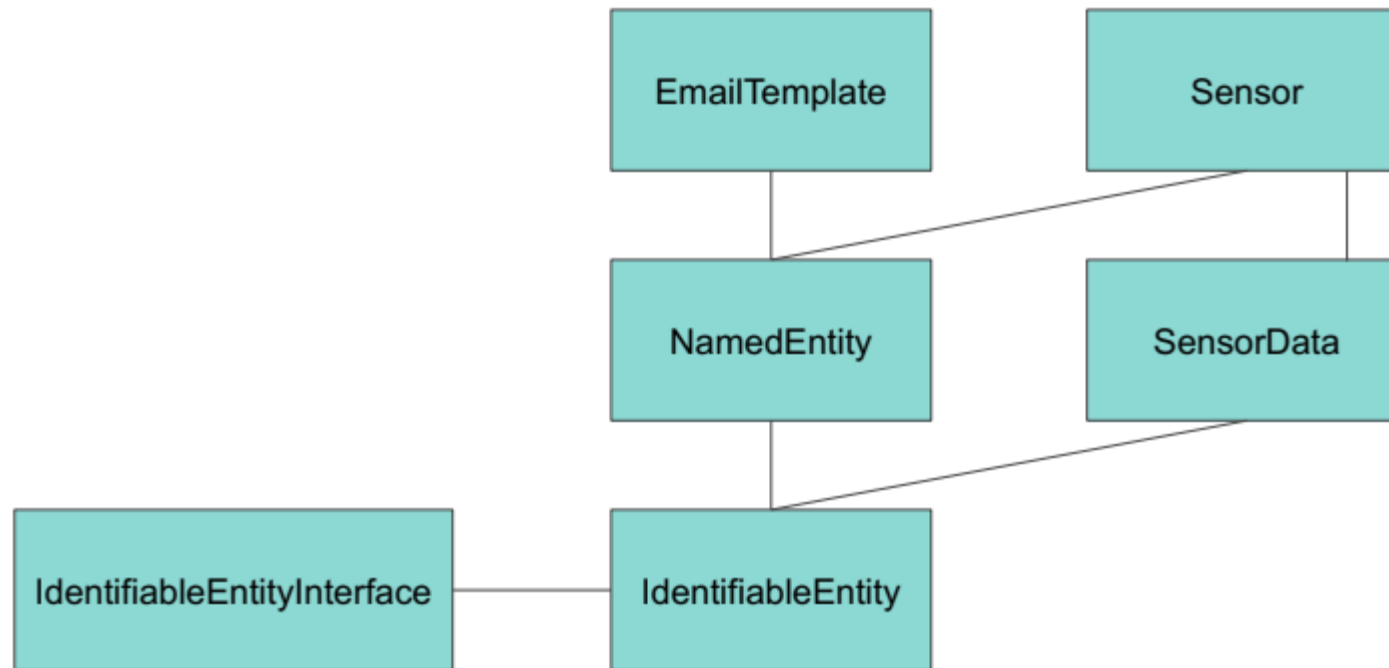 EmailTemplate
Sensor
NamedEntity
SensorData
IdentifiableEntityInterface
IdentifiableEntity